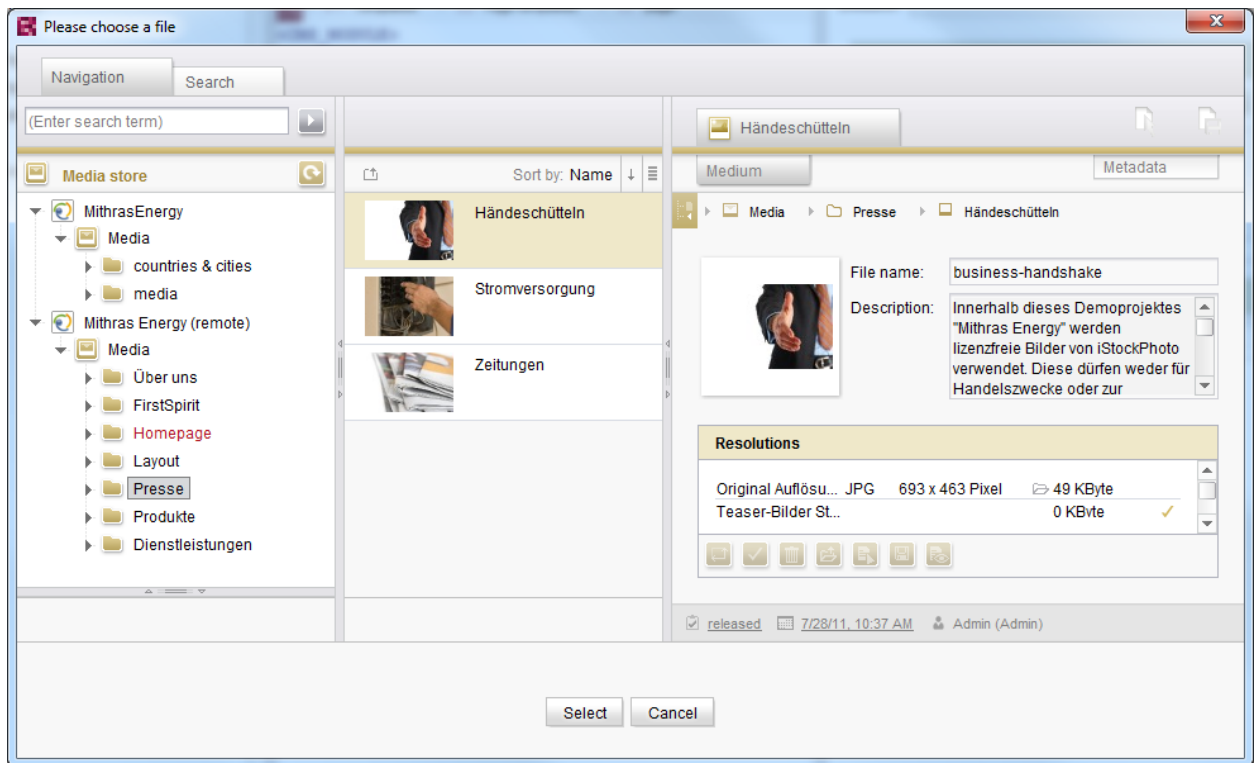 Please choose a file
Navigation
Search
(Enter search term)
Media store
MithrasEnergy
Media
countries & cities
media
Mithras Energy (remote)
Media
Über uns
FirstSpirit
Homepage
Layout
Presse
Produkte
Dienstleistungen
Sort by: Name
Händeschütteln
Stromversorgung
Zeitungen
Händeschütteln
Medium
Metadata
Media
Presse
Händeschütteln
File name: business-handshake
Description: Innerhalb dieses Demoprojektes
"Mithras Energy" werden
lizenzfreie Bilder von iStockPhoto
verwendet. Diese dürfen weder für
Handelszwecke oder zur
Resolutions
Original Auflösu... JPG 693 x 463 Pixel 49 KByte
Teaser-Bilder St... 0 KByte
released 7/28/11, 10:37 AM Admin (Admin)
Select Cancel